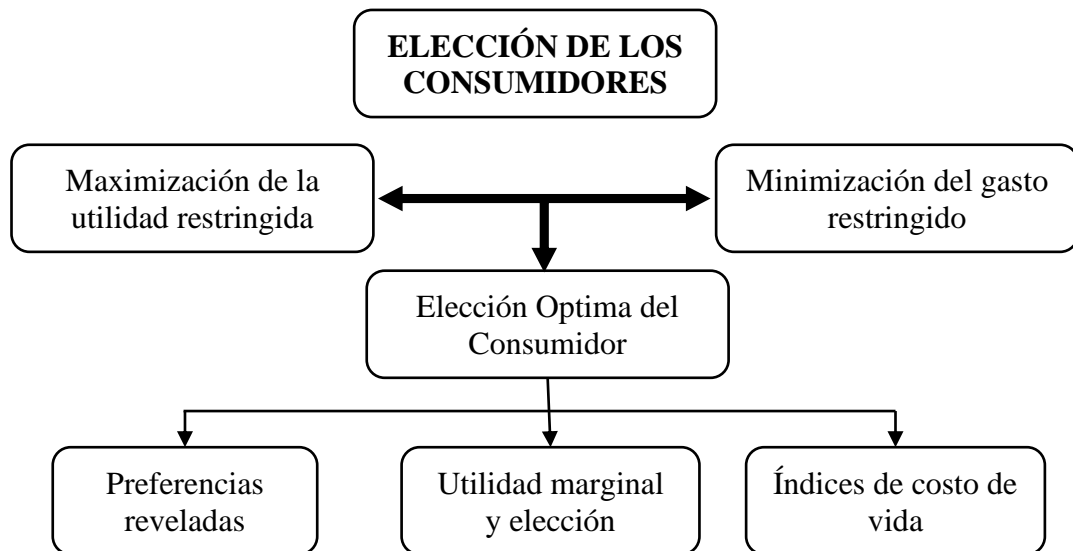 ELECCIÓN DE LOS
CONSUMIDORES
Maximización de la
utilidad restringida
Minimización del gasto
restringido
Elección Optima del
Consumidor
Preferencias
reveladas
Utilidad marginal
y elección
Índices de costo de
vida